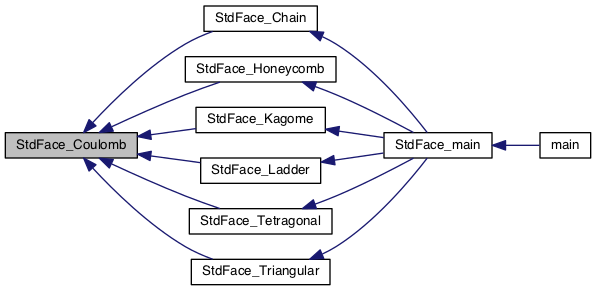 StdFace_Chain
StdFace_Honeycomb
StdFace_Kagome
StdFace_Coulomb
StdFace_main
main
StdFace_Ladder
StdFace_Tetragonal
StdFace_Triangular